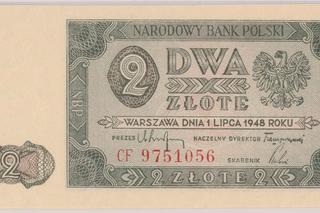 NARODOWY BANK POLSKI
2 DWA
ZŁOTE
WARSZAWA DNIA 1 LIPCA 1948 ROKU
PREZES NACZELNY DYREKTOR
CF 9751056
SKARBNIK
NBP
2
2 ZŁOTE 2